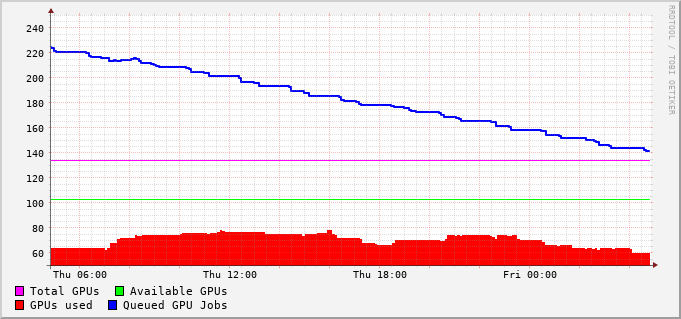 RRDTOOL / TOBI OETIKER
240
220
200
180
160
140
120
100
80
60
Thu 06:00 Thu 12:00 Thu 18:00 Fri 00:00
Total GPUs Available GPUs
GPUs used Queued GPU Jobs